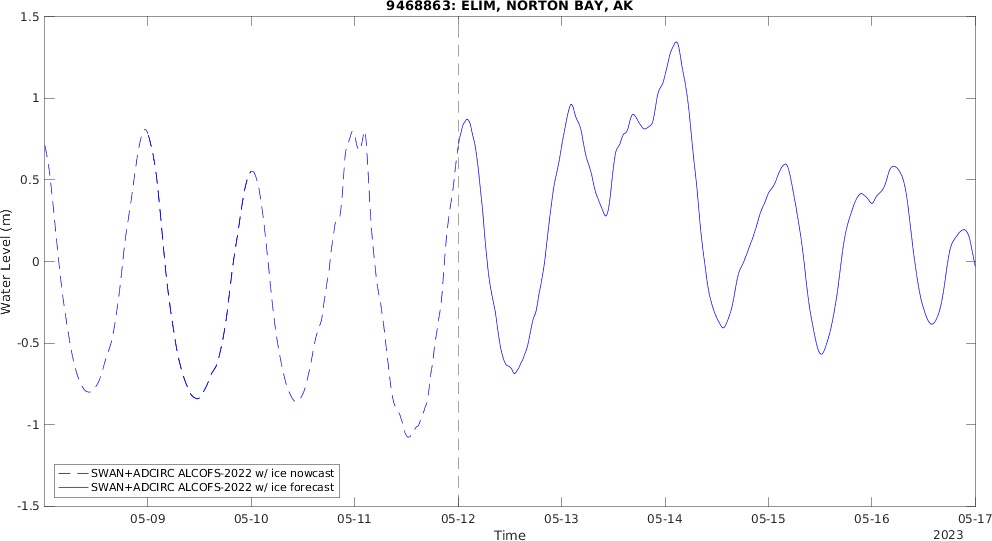 9468863: ELIM, NORTON BAY, AK
1.5
1
0.5
0
-0.5
-1
-1.5
Water Level (m)
SWAN+ADCIRC ALCOFS-2022 w/ ice nowcast
SWAN+ADCIRC ALCOFS-2022 w/ ice forecast
05-09 05-10 05-11 05-12 05-13 05-14 05-15 05-16 05-17
Time
2023